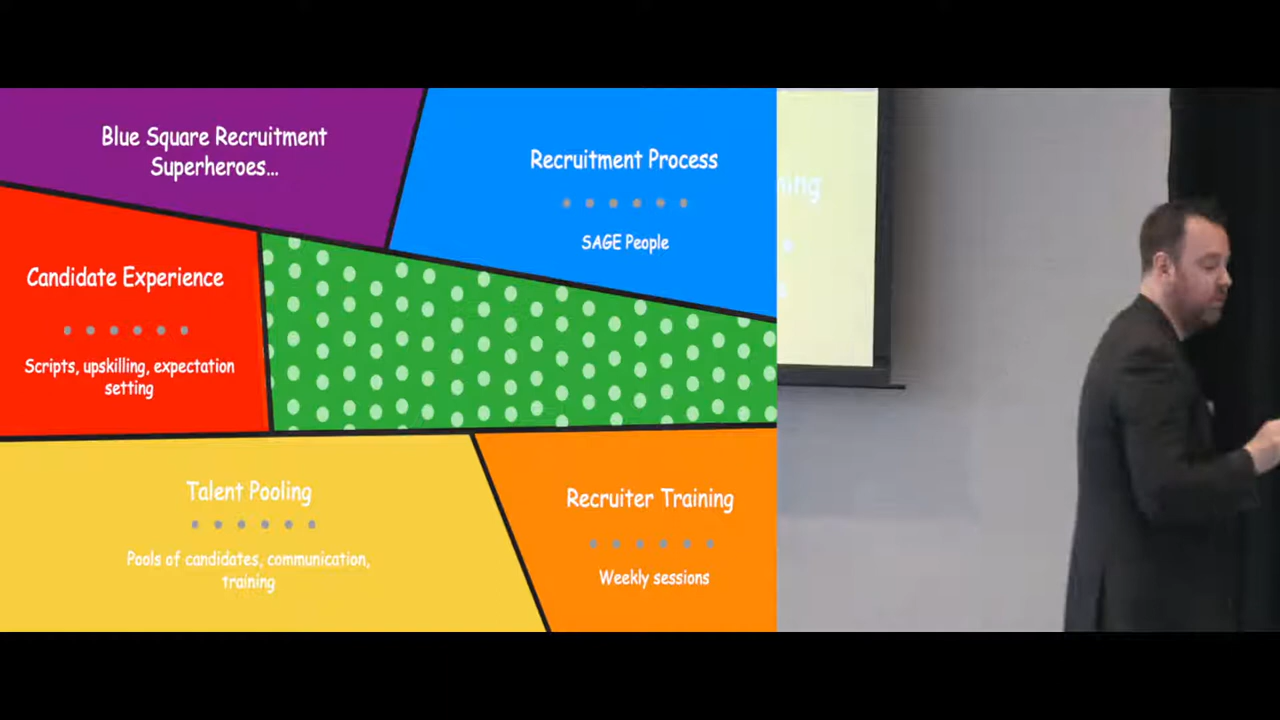 Blue Square Recruitment
Superheroes...
Recruitment Process
SAGE People
Candidate Experience
Scripts, upskilling, expectation
setting
Talent Pooling
Pools of candidates, communication,
training
Recruiter Training
Weekly sessions